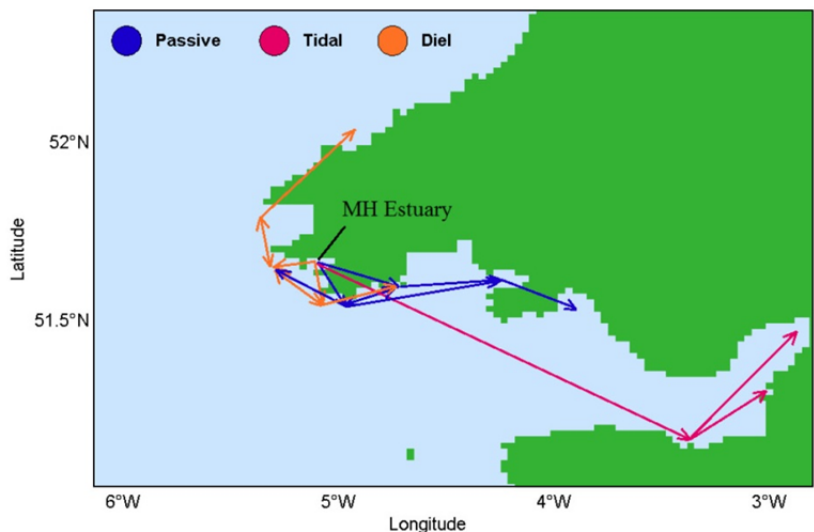 Passive
Tidal
Diel
52°N
MH Estuary
Latitude
51.5°N
6°W
5°W
4°W
3°W
Longitude